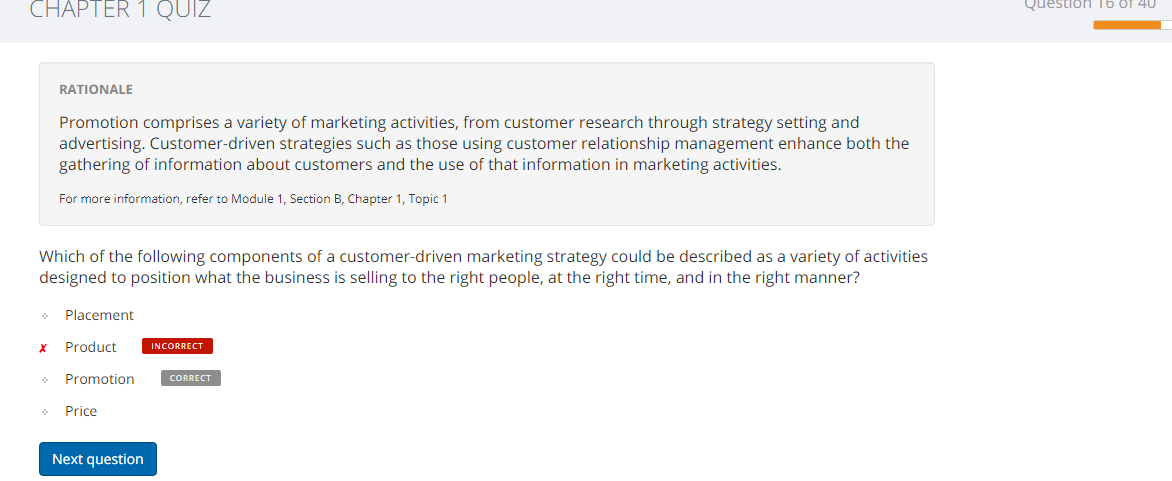 CHAPTER 1 QUIZ
Question 16 of 40
RATIONALE
Promotion comprises a variety of marketing activities, from customer research through strategy setting and
advertising. Customer-driven strategies such as those using customer relationship management enhance both the
gathering of information about customers and the use of that information in marketing activities.
For more information, refer to Module 1, Section B, Chapter 1, Topic 1
Which of the following components of a customer-driven marketing strategy could be described as a variety of activities
designed to position what the business is selling to the right people, at the right time, and in the right manner?
Placement
✗ Product INCORRECT
Promotion CORRECT
Price
Next question